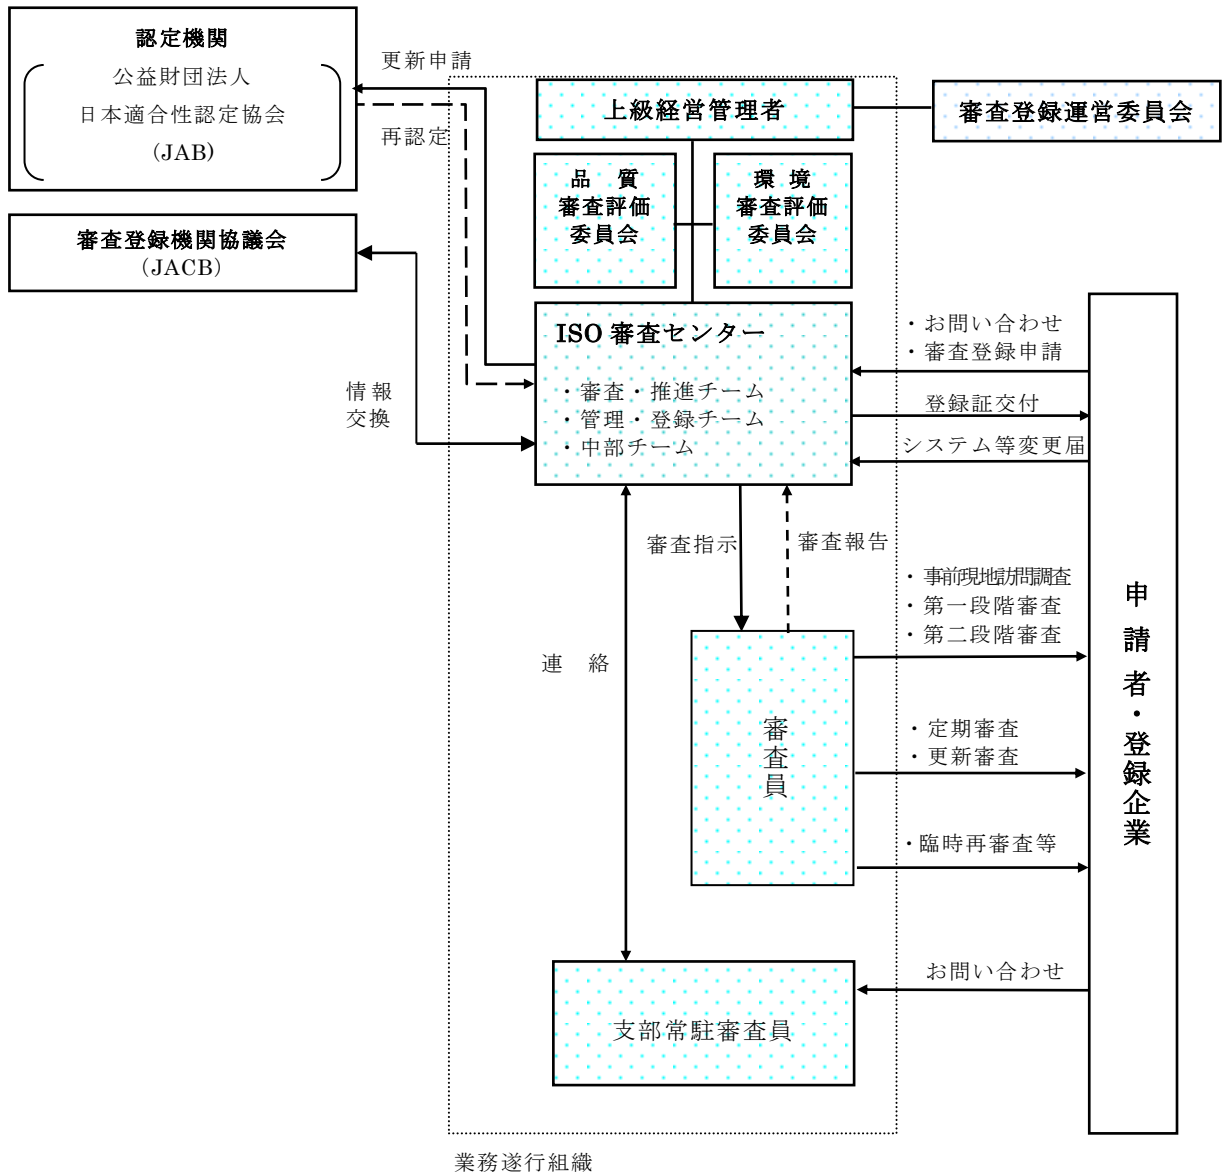 認定機関
公益財団法人
日本適合性認定協会
(JAB)
更新申請
再認定
上級経営管理者
審査登録運営委員会
品 質
審査評価
委員会
環 境
審査評価
委員会
審査登録機関協議会
(JACB)
情報
交換
ISO 審査センター
・審査・推進チーム
・管理・登録チーム
・中部チーム
・お問い合わせ
・審査登録申請
登録証交付
システム等変更届
審査指示
審査報告
連 絡
・事前現地訪問調査
・第一段階審査
・第二段階審査
審査員
・定期審査
・更新審査
・臨時再審査等
申請者・登録企業
お問い合わせ
支部常駐審査員
業務遂行組織